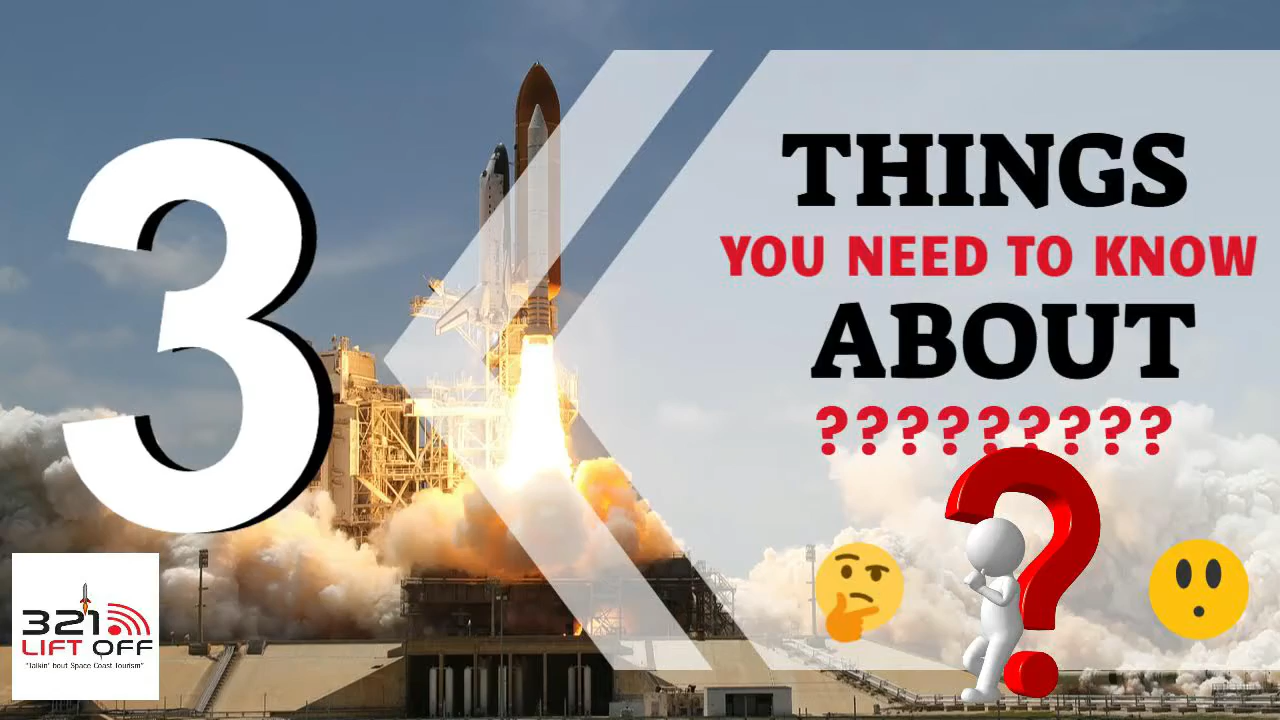 3
THINGS
YOU NEED TO KNOW
ABOUT
?????????
?
321
LIFT OFF
"Talkin' bout Space Coast Tourism"